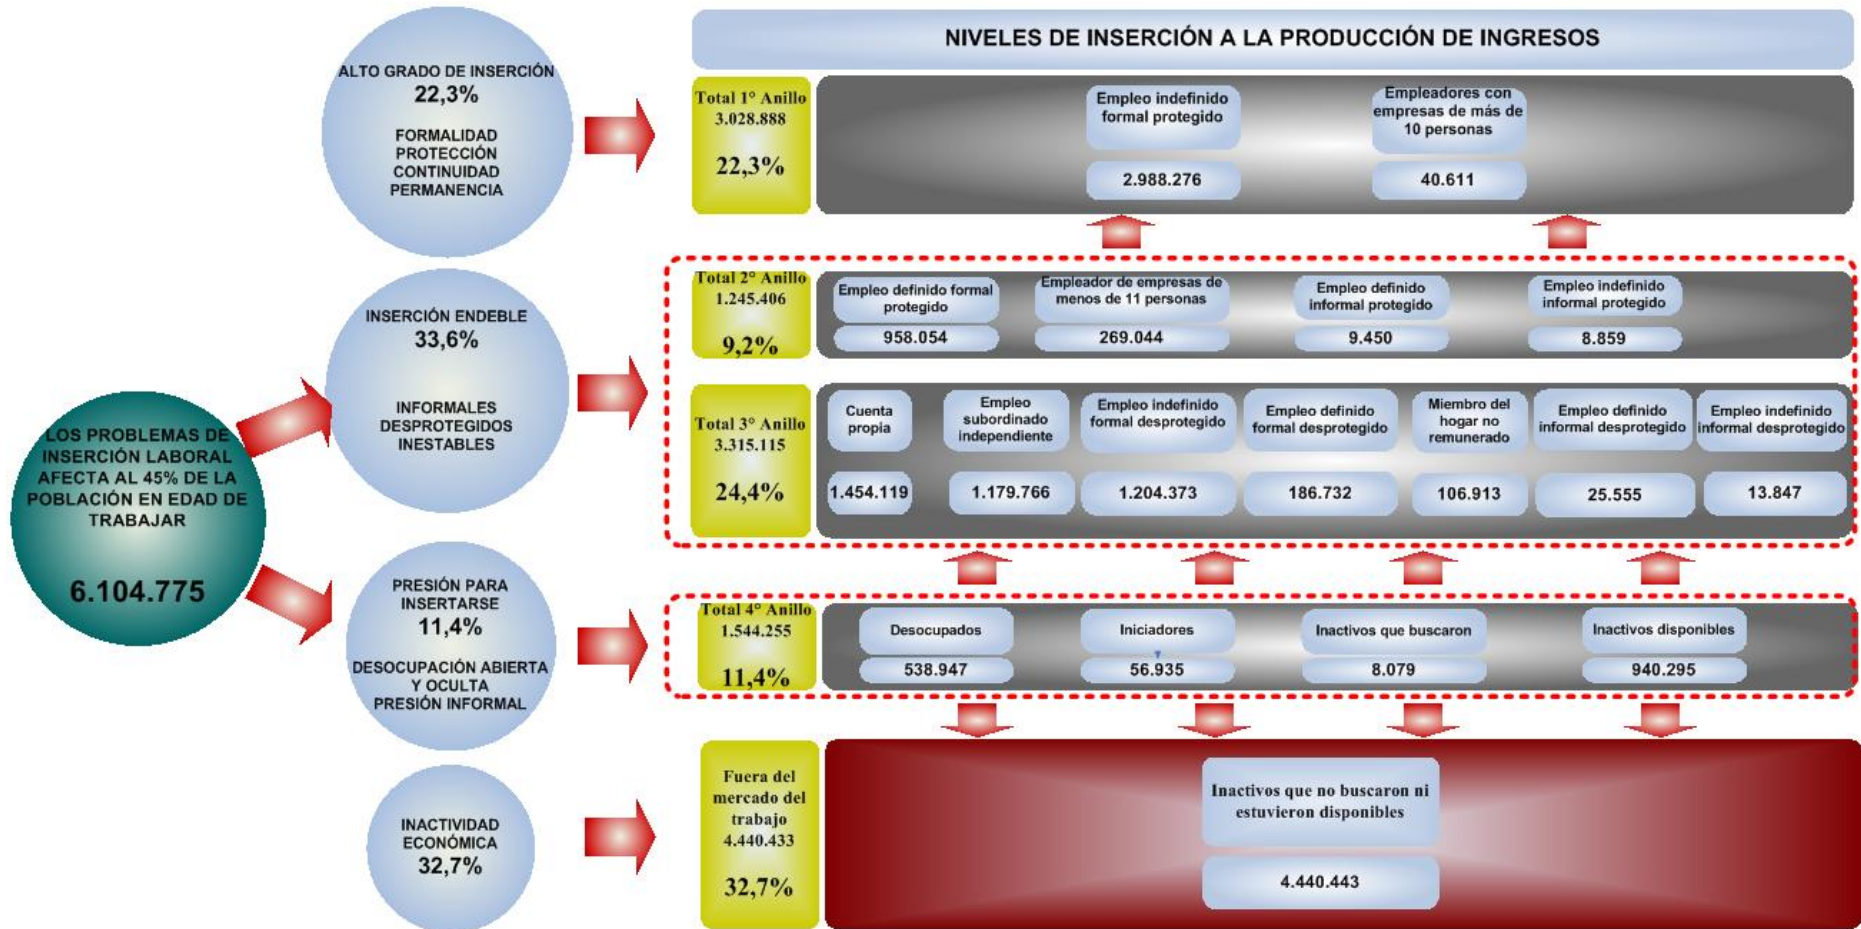 NIVELES DE INSERCIÓN A LA PRODUCCIÓN DE INGRESOS
ALTO GRADO DE INSERCIÓN
22,3%
FORMALIDAD
PROTECCIÓN
CONTINUIDAD
PERMANENCIA
Total 1° Anillo
3.028.888
22,3%
Empleo indefinido
formal protegido
2.988.276
Empleadores con
empresas de más de
10 personas
40.611
LOS PROBLEMAS DE
INSERCIÓN LABORAL
AFECTA AL 45% DE LA
POBLACIÓN EN EDAD DE
TRABAJAR
6.104.775
INSERCIÓN ENDEBLE
33,6%
INFORMALES
DESPROTEGIDOS
INESTABLES
Total 2° Anillo
1.245.406
9,2%
Empleo definido formal
protegido
958.054
Empleador de empresas de
menos de 11 personas
269.044
Empleo definido
informal protegido
9.450
Empleo indefinido
informal protegido
8.859
Total 3° Anillo
3.315.115
24,4%
Cuenta
propia
1.454.119
Empleo
subordinado
independiente
1.179.766
Empleo indefinido
formal desprotegido
1.204.373
Empleo definido
formal desprotegido
186.732
Miembro del
hogar no
remunerado
106.913
Empleo definido
informal desprotegido
25.555
Empleo indefinido
informal desprotegido
13.847
PRESIÓN PARA
INSERTARSE
11,4%
DESOCUPACIÓN ABIERTA
Y OCULTA
PRESIÓN INFORMAL
Total 4° Anillo
1.544.255
11,4%
Desocupados
538.947
Iniciadores
56.935
Inactivos que buscaron
8.079
Inactivos disponibles
940.295
INACTIVIDAD
ECONÓMICA
32,7%
Fuera del
mercado del
trabajo
4.440.433
32,7%
Inactivos que no buscaron ni
estuvieron disponibles
4.440.443